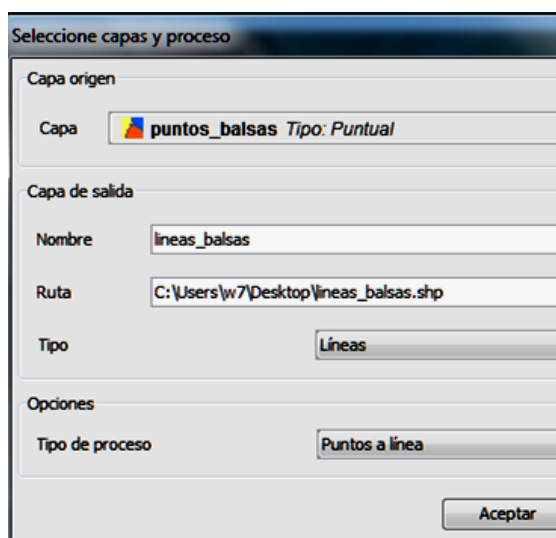 Seleccione capas y proceso
Capa origen
Capa puntos_balsas Tipo: Puntual
Capa de salida
Nombre lineas_balsas
Ruta C:\Users\w7\Desktop\lineas_balsas.shp
Tipo Líneas
Opciones
Tipo de proceso Puntos a línea
Aceptar